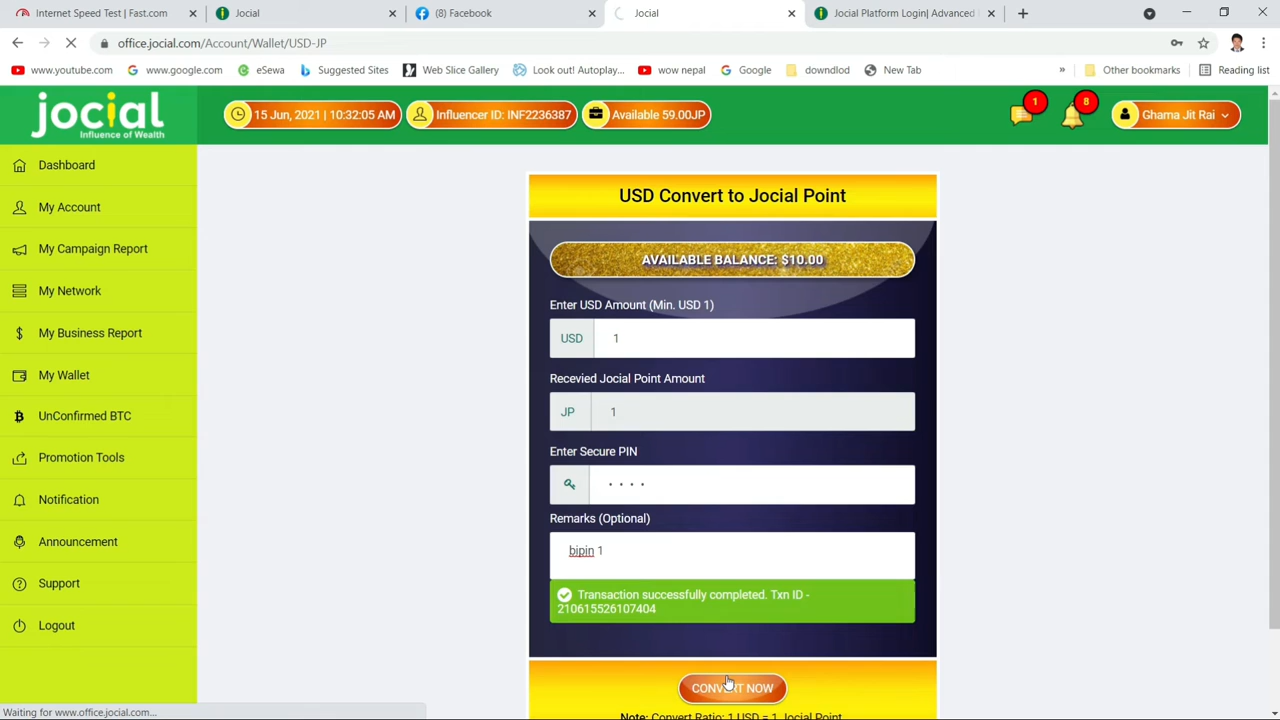 Internet Speed Test | Fast.com
Jocial
(8) Facebook
Jocial
Jocial Platform Login| Advanced
office.jocial.com/Account/Wallet/USD-JP
www.youtube.com
www.google.com
eSewa
Suggested Sites
Web Slice Gallery
Look out! Autoplay...
wow nepal
Google
downdlod
New Tab
»
Other bookmarks
Reading list
jocial
Influence of Wealth
15 Jun, 2021 | 10:32:05 AM
Influencer ID: INF2236387
Available 59.00JP
1
8
Ghama Jit Rai
Dashboard
My Account
My Campaign Report
My Network
My Business Report
My Wallet
UnConfirmed BTC
Promotion Tools
Notification
Announcement
Support
Logout
USD Convert to Jocial Point
AVAILABLE BALANCE: $10.00
Enter USD Amount (Min. USD 1)
USD 1
Recevied Jocial Point Amount
JP 1
Enter Secure PIN
Remarks (Optional)
bipin 1
Transaction successfully completed. Txn ID -
210615526107404
CONVERT NOW
Note: Convert Ratio: 1 USD = 1 Jocial Point
Waiting for www.office.jocial.com...